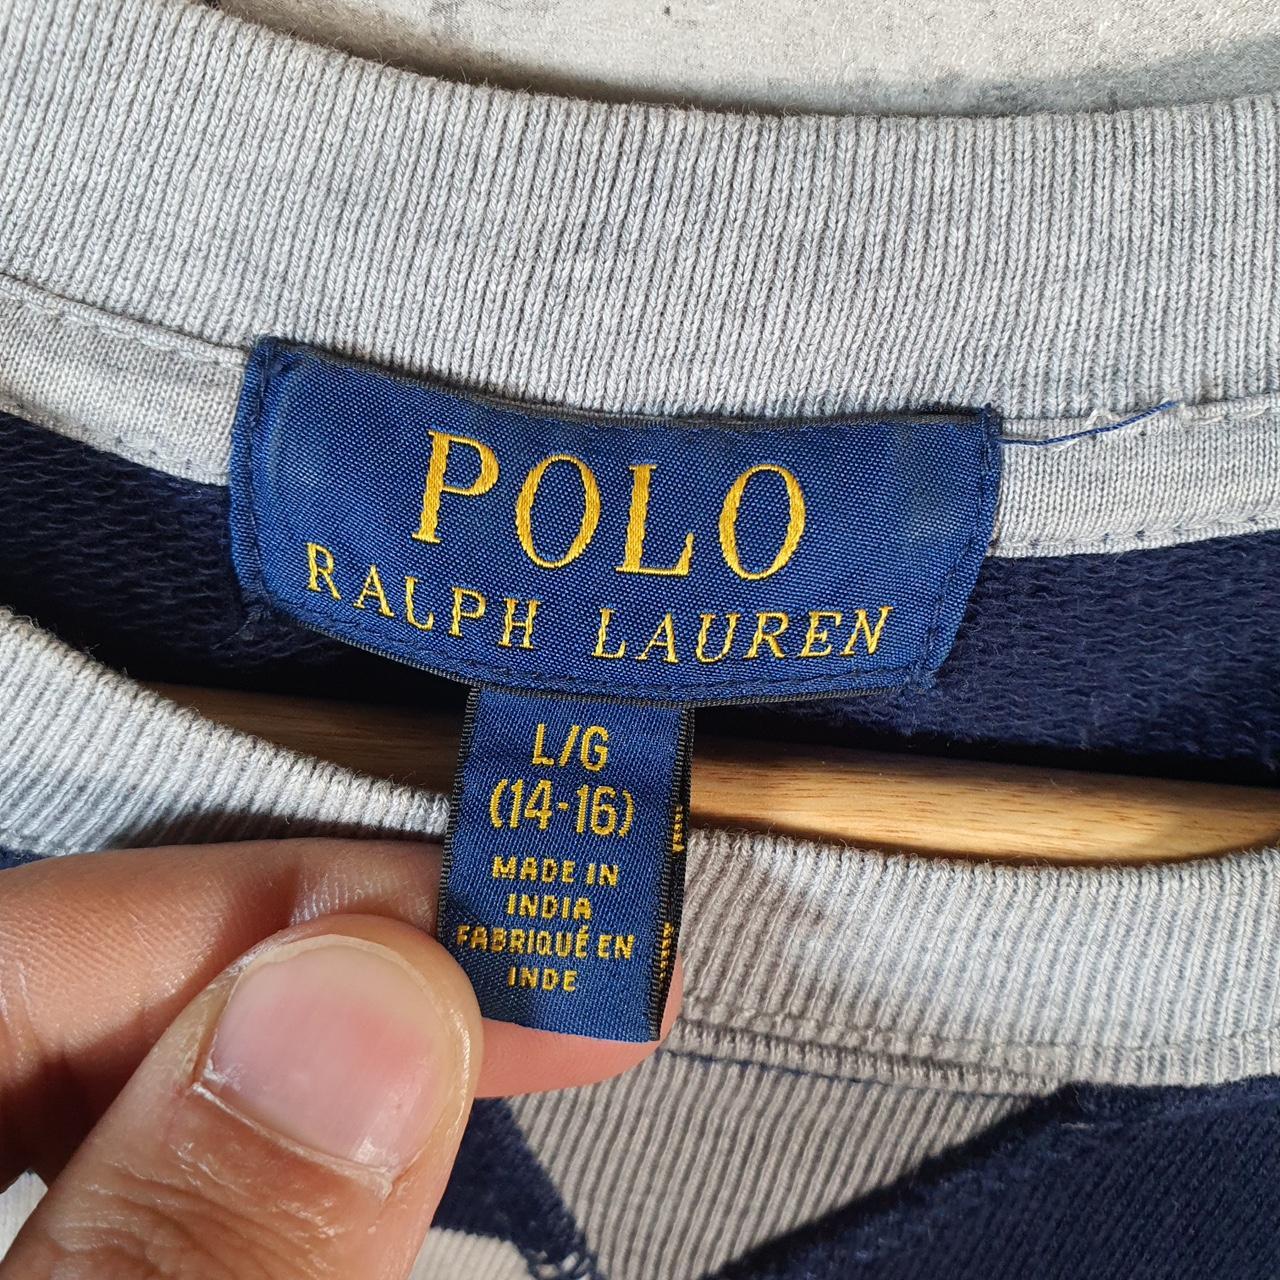 POLO
RALPH LAUREN
L/G
(14-16)
MADE IN
INDIA
FABRIQUÉ EN
INDE